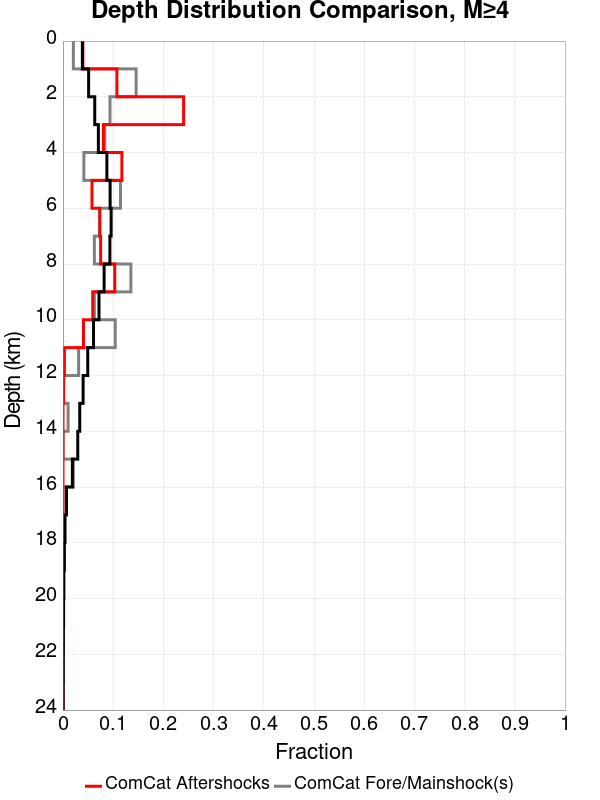 Depth Distribution Comparison, M≥4
0
2
4
6
8
10
12
14
16
18
20
22
24
Depth (km)
0 0.1 0.2 0.3 0.4 0.5 0.6 0.7 0.8 0.9 1
Fraction
ComCat Aftershocks ComCat Fore/Mainshock(s)